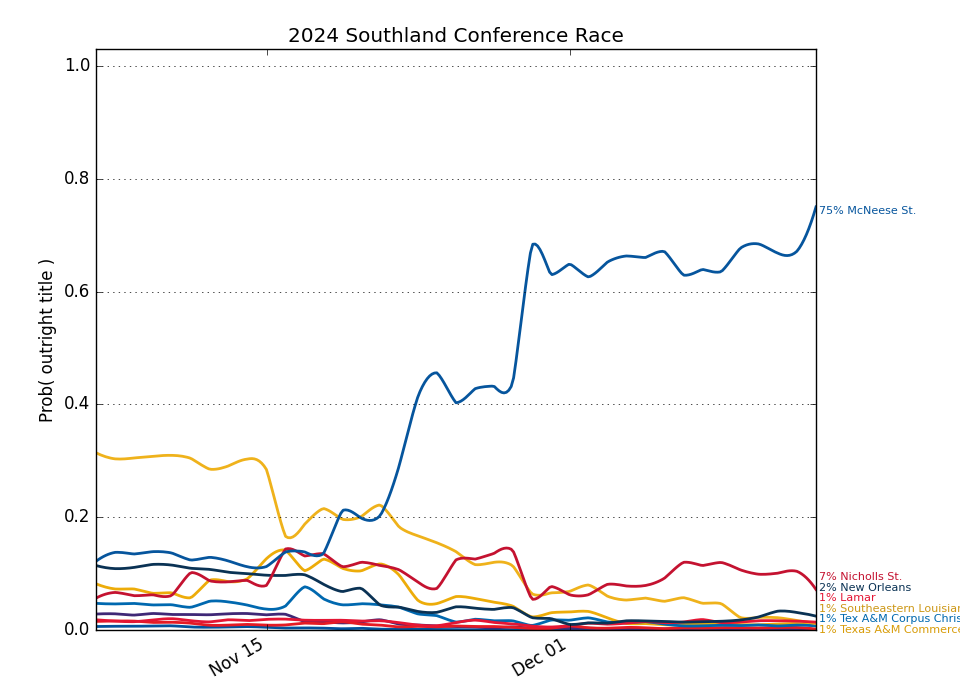 2024 Southland Conference Race
Prob( outright title )
1.0
0.8
0.6
0.4
0.2
0.0
Nov 15
Dec 01
75% McNeese St.
7% Nicholls St.
2% New Orleans
1% Lamar
1% Southeastern Louisian
1% Tex A&M Corpus Chris
1% Texas A&M Commerce